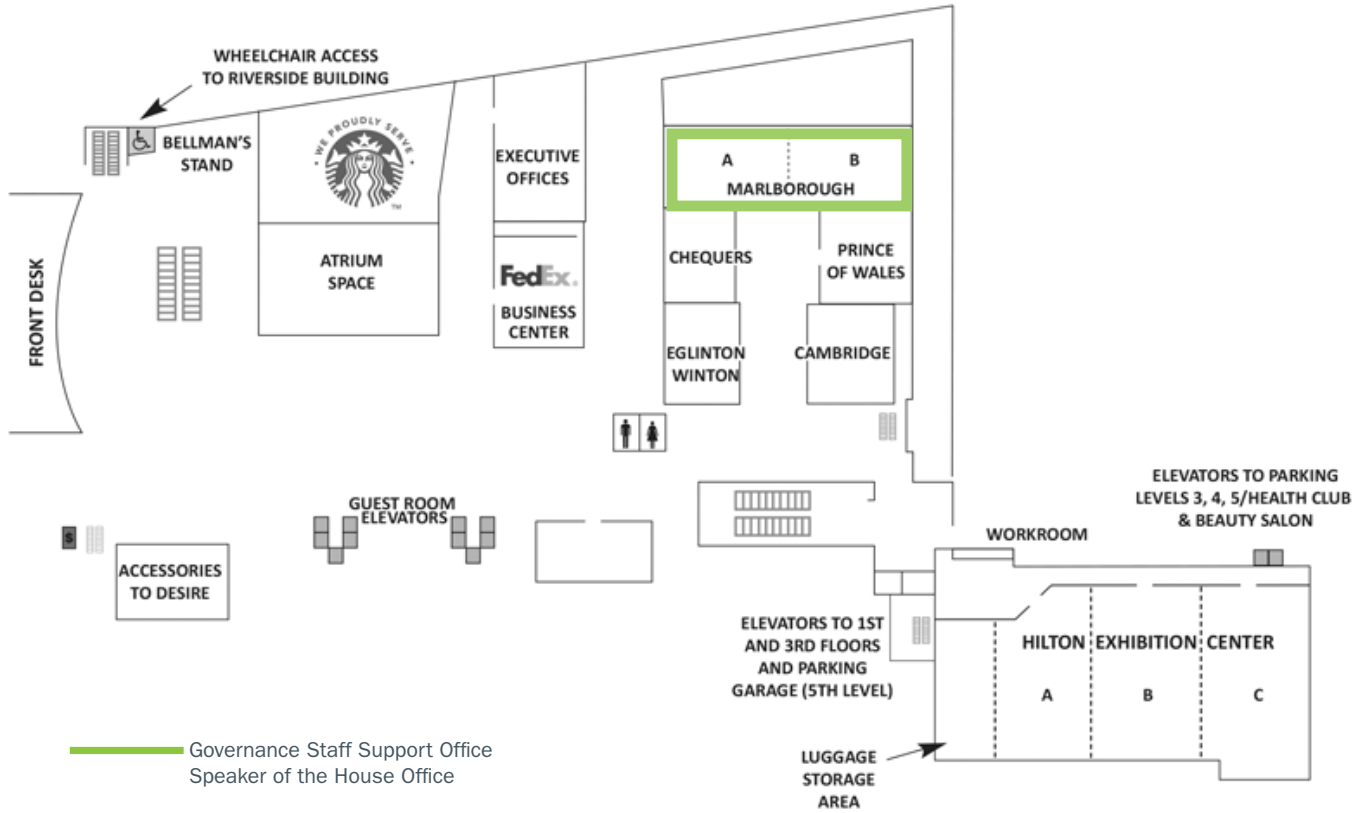 WHEELCHAIR ACCESS
TO RIVERSIDE BUILDING
BELLMAN'S
STAND
WE PROUDLY SERVE
TM
EXECUTIVE
OFFICES
A
B
MARLBOROUGH
FRONT DESK
ATRIUM
SPACE
FedEx.
BUSINESS
CENTER
CHEQUERS
PRINCE
OF WALES
EGLINTON
WINTON
CAMBRIDGE
GUEST ROOM
ELEVATORS
$
ACCESSORIES
TO DESIRE
ELEVATORS TO PARKING
LEVELS 3, 4, 5/HEALTH CLUB
& BEAUTY SALON
WORKROOM
ELEVATORS TO 1ST
AND 3RD FLOORS
AND PARKING
GARAGE (5TH LEVEL)
HILTON EXHIBITION CENTER
A
B
C
LUGGAGE
STORAGE
AREA
Governance Staff Support Office
Speaker of the House Office